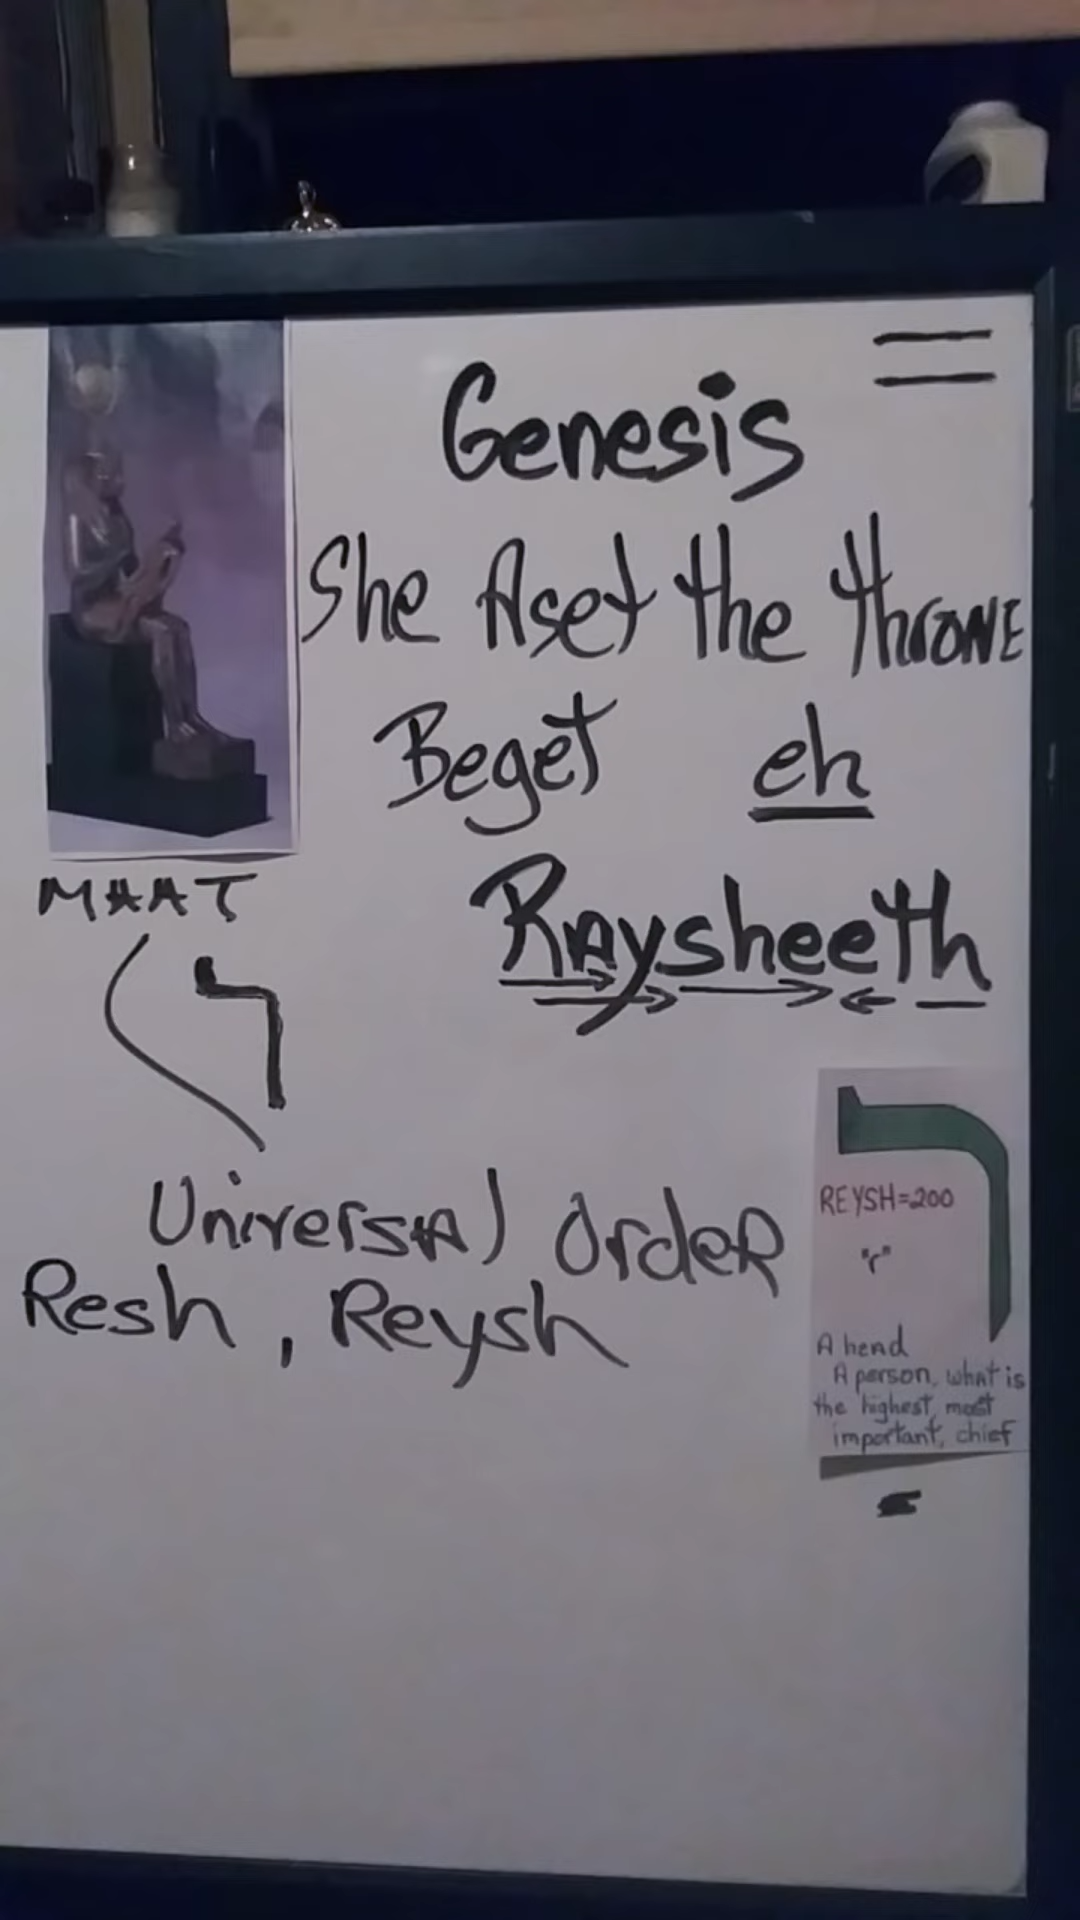 Genesis
She Aset the throne
Beget eh
Raysheeth
MAAT
Universal Order
Resh, Reysh
REYSH=200
"r"
A head
A person, what is
the highest, most
important, chief